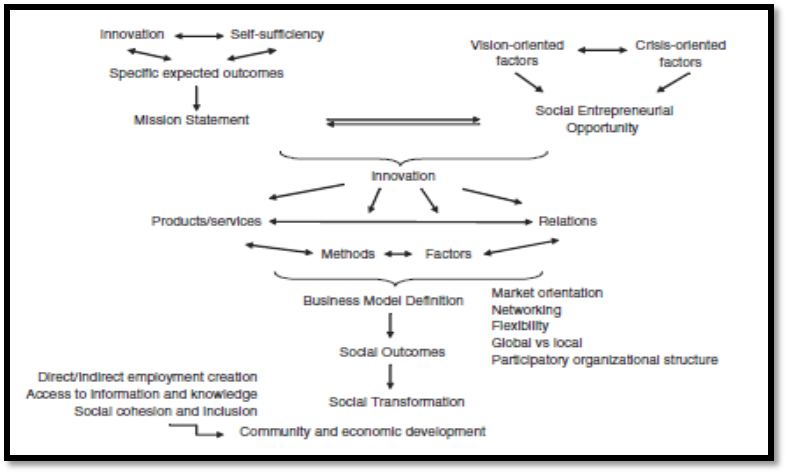 Innovation
Self-sufficiency
Specific expected outcomes
Mission Statement
Vision-oriented
factors
Crisis-oriented
factors
Social Entrepreneurial
Opportunity
Innovation
Products/services
Relations
Methods
Factors
Business Model Definition
Market orientation
Networking
Flexibility
Global vs local
Participatory organizational structure
Social Outcomes
Direct/Indirect employment creation
Access to information and knowledge
Social cohesion and inclusion
Social Transformation
Community and economic development